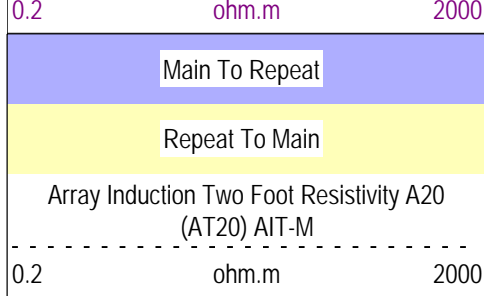 0.2 ohm.m 2000
Main To Repeat
Repeat To Main
Array Induction Two Foot Resistivity A20
(AT20) AIT-M
0.2 ohm.m 2000